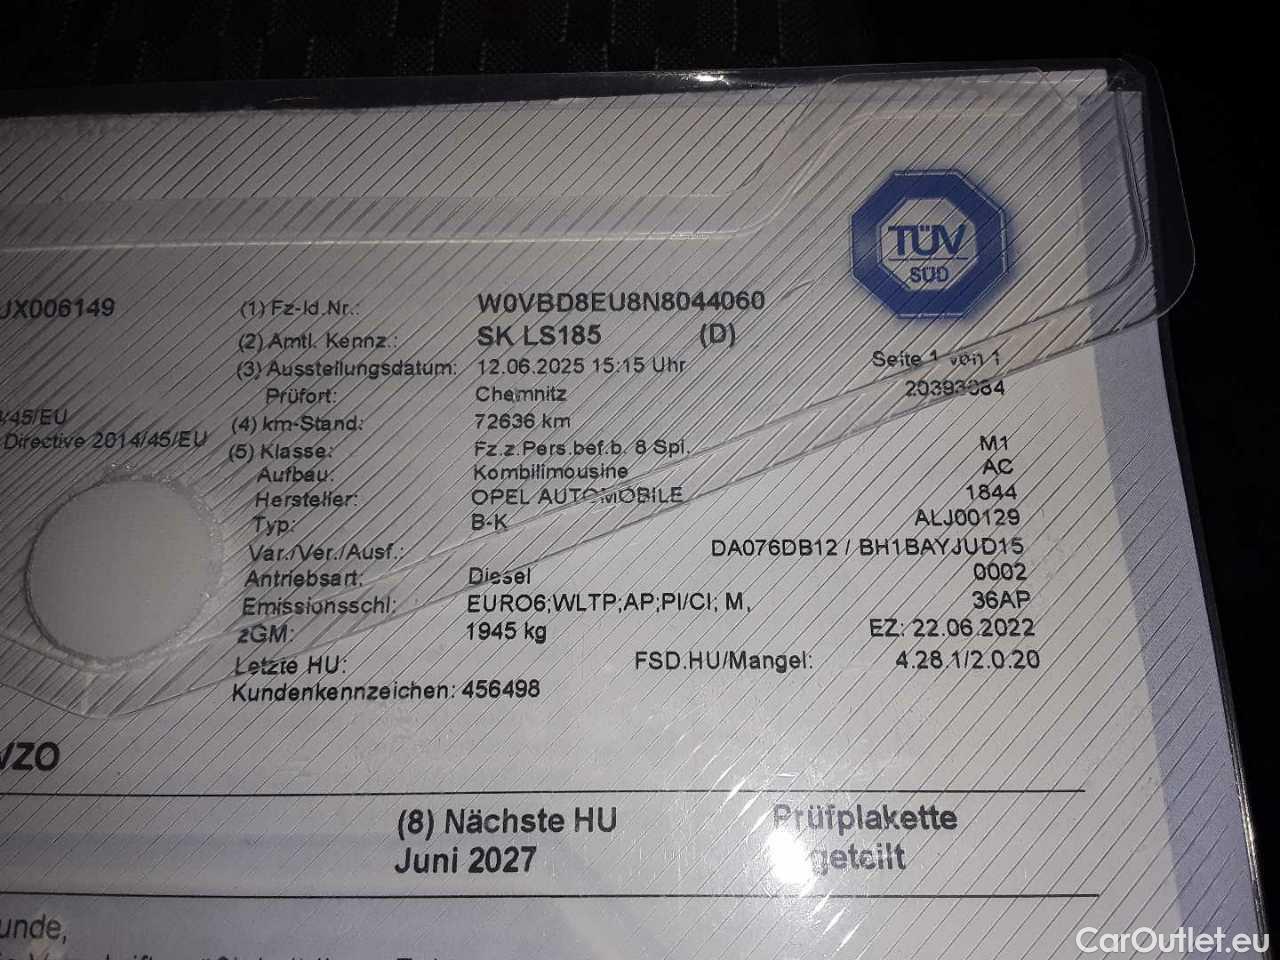 TÜV
SÜD
JX006149 (1) Fz-Id.Nr.: W0VBD8EU8N8044060
(2) Amtl. Kennz.: SK LS185 (D)
(3) Ausstellungsdatum: 12.06.2025 15:15 Uhr Seite 1 von 1
Prüfort: Chemnitz 20393084
/45/EU (4) km-Stand: 72636 km
Directive 2014/45/EU (5) Klasse: Fz.z.Pers.bef.b. 8 Spl. M1
Aufbau: Kombilimousine AC
Hersteller: OPEL AUTOMOBILE 1844
Typ: B-K ALJ00129
Var./Ver./Ausf.: DA076DB12 / BH1BAYJUD15
Antriebsart: Diesel 0002
Emissionsschl: EURO6;WLTP;AP;PI/CI; M, 36AP
zGM: 1945 kg EZ: 22.06.2022
Letzte HU: FSD.HU/Mangel: 4.28.1/2.0.20
Kundenkennzeichen: 456498
VZO
(8) Nächste HU Prüfplakette
Juni 2027 geteilt
unde,
CarOutlet.eu